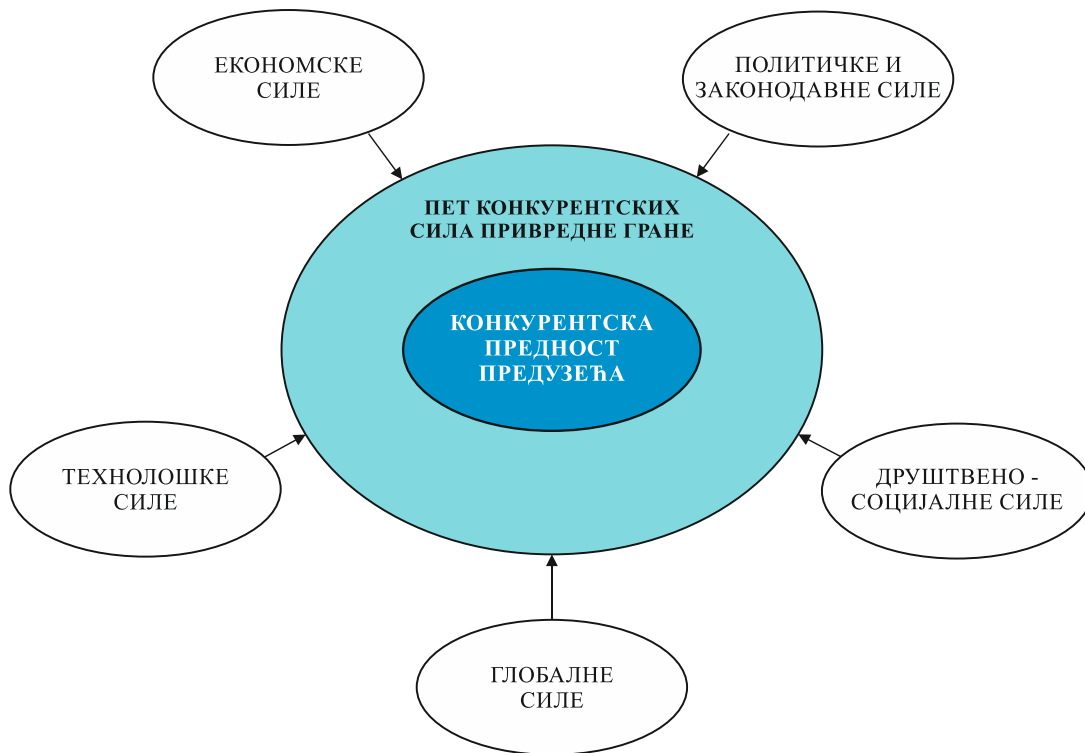 ЕКОНОМСКЕ
СИЛЕ
ПОЛИТИЧКЕ И
ЗАКОНОДАВНЕ СИЛЕ
ПЕТ КОНКУРЕНТСКИХ
СИЛА ПРИВРЕДНЕ ГРАНЕ
КОНКУРЕНТСКА
ПРЕДНОСТ
ПРЕДУЗЕЋА
ТЕХНОЛОШКЕ
СИЛЕ
ДРУШТВЕНО -
СОЦИЈАЛНЕ СИЛЕ
ГЛОБАЛНЕ
СИЛЕ